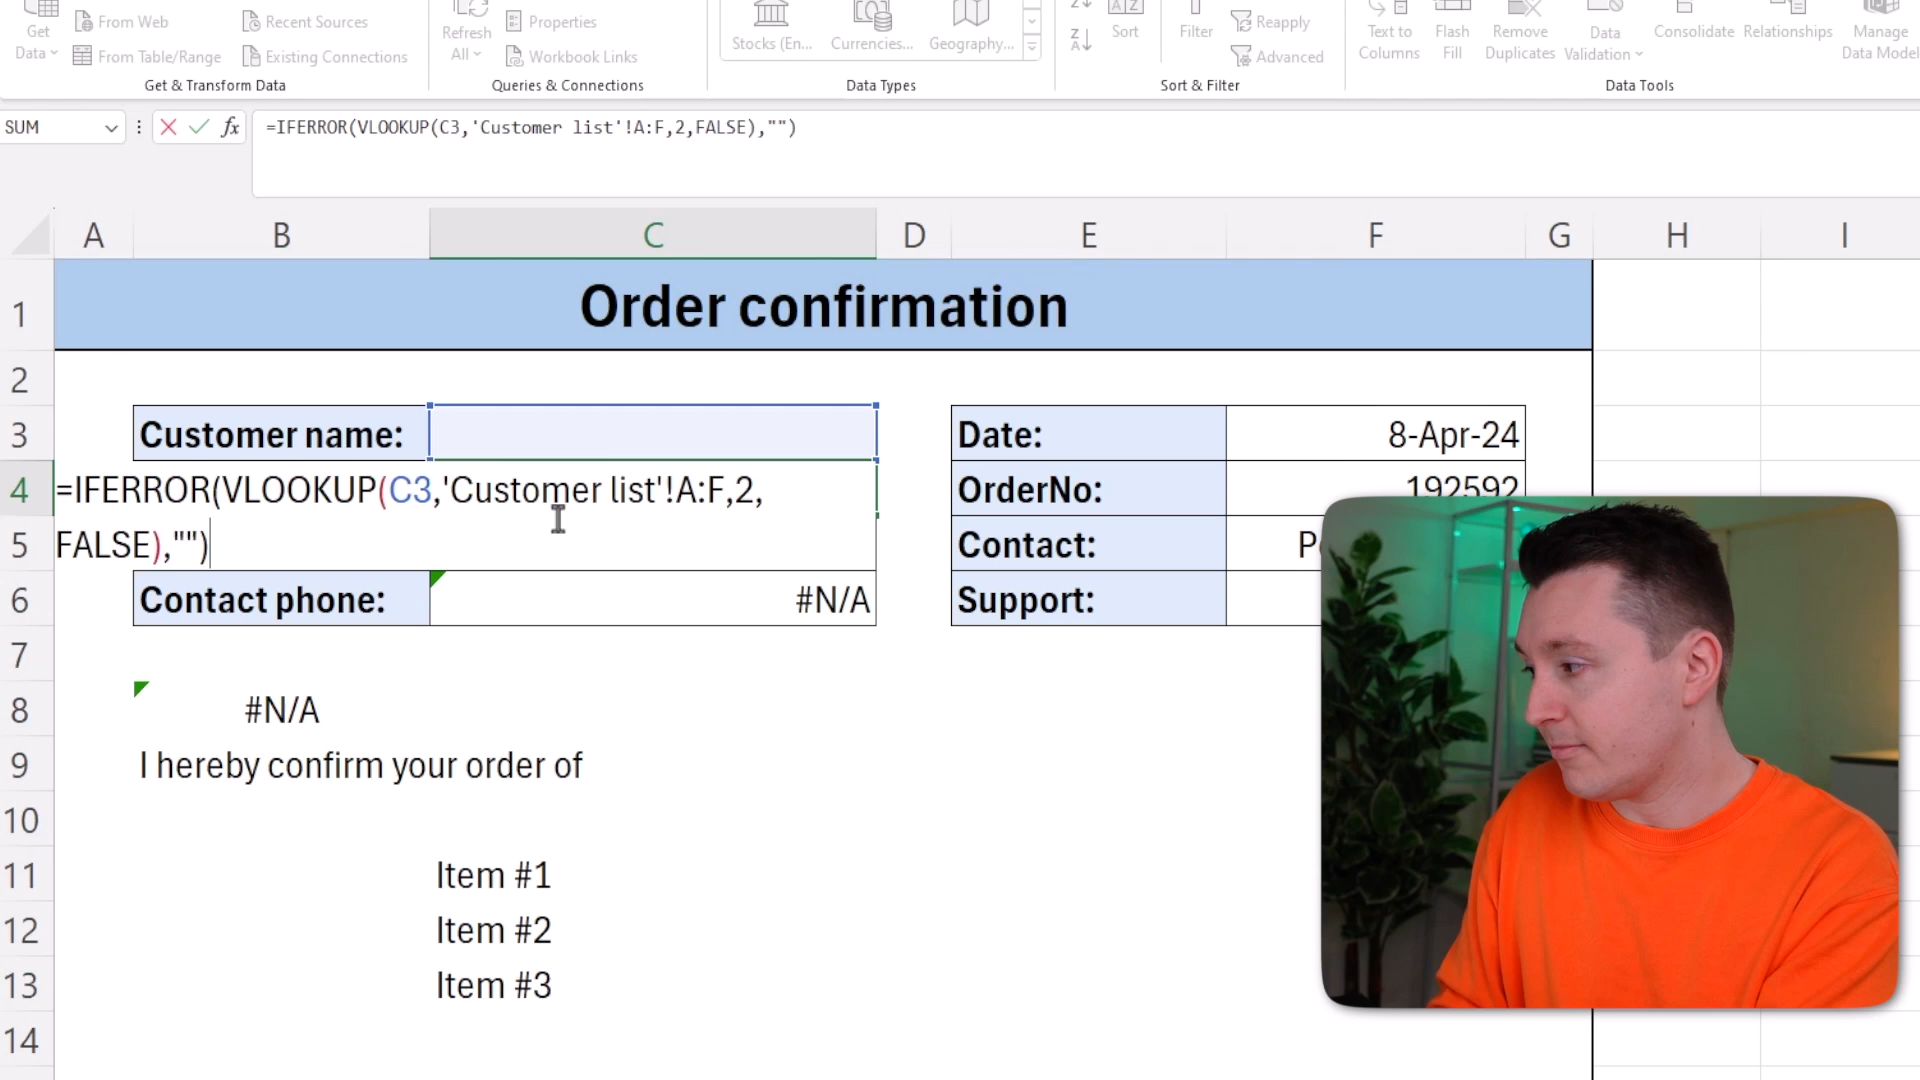 Get Data
From Web
From Table/Range
Recent Sources
Existing Connections
Get & Transform Data
Refresh All
Properties
Workbook Links
Queries & Connections
Stocks (En...
Currencies...
Geography...
Data Types
Z A
A Z
Sort
Filter
Reapply
Advanced
Sort & Filter
Text to Columns
Flash Fill
Remove Duplicates
Data Validation
Consolidate
Relationships
Manage Data Model
Data Tools
SUM
fx
=IFERROR(VLOOKUP(C3,'Customer list'!A:F,2,FALSE),"")
A B C D E F G H I
1 Order confirmation
2
3 Customer name: Date: 8-Apr-24
4 =IFERROR(VLOOKUP(C3,'Customer list'!A:F,2, OrderNo: 192592
5 FALSE),"") Contact: P
6 Contact phone: #N/A Support:
7
8 #N/A
9 I hereby confirm your order of
10
11 Item #1
12 Item #2
13 Item #3
14